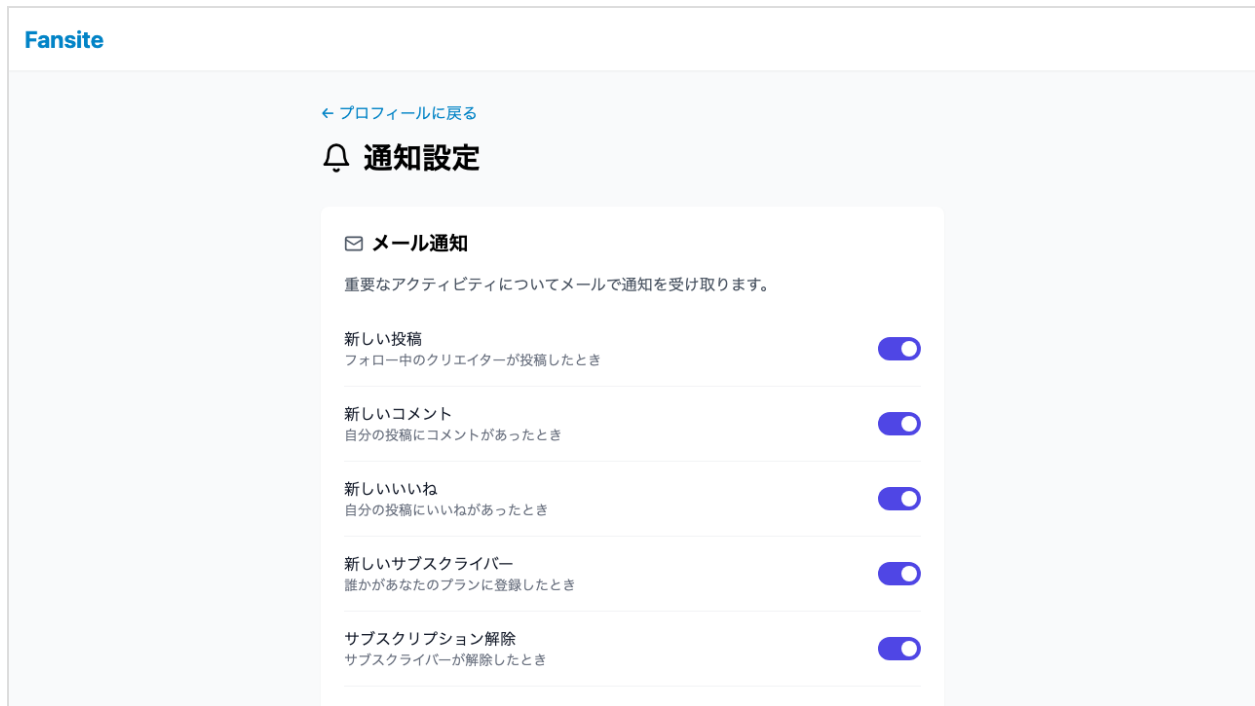 Fansite
← プロフィールに戻る
通知設定
メール通知
重要なアクティビティについてメールで通知を受け取ります。
新しい投稿
フォロー中のクリエイターが投稿したとき
新しいコメント
自分の投稿にコメントがあったとき
新しいいいね
自分の投稿にいいねがあったとき
新しいサブスクライバー
誰かがあなたのプランに登録したとき
サブスクリプション解除
サブスクライバーが解除したとき